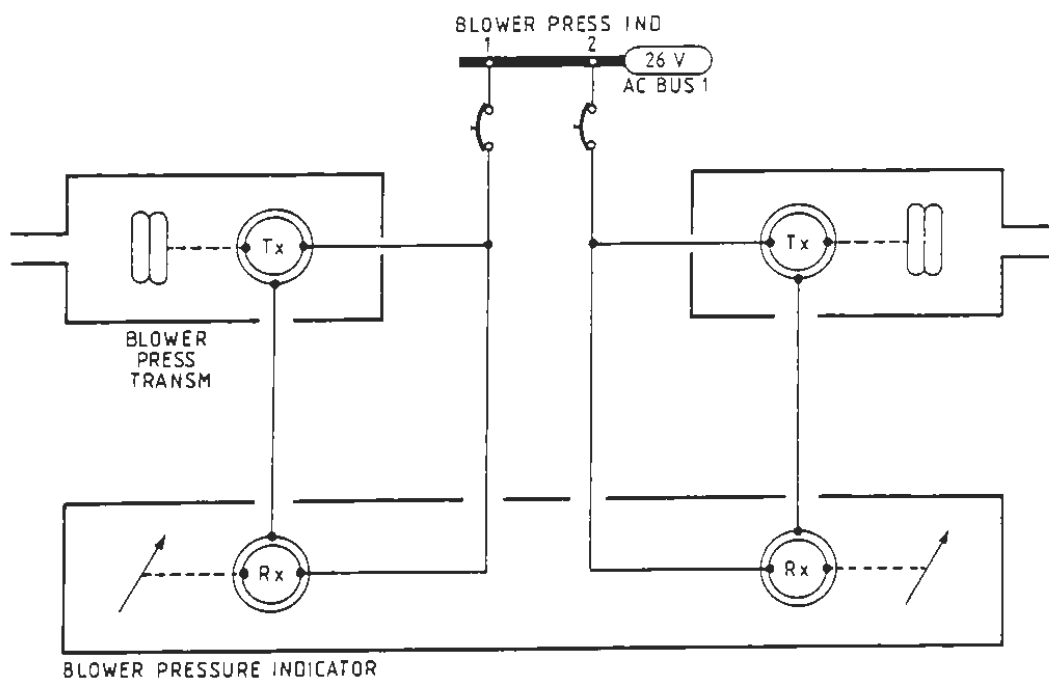 BLOWER PRESS IND
1 2
26 V
AC BUS 1
Tx
Tx
BLOWER
PRESS
TRANSM
Rx
Rx
BLOWER PRESSURE INDICATOR